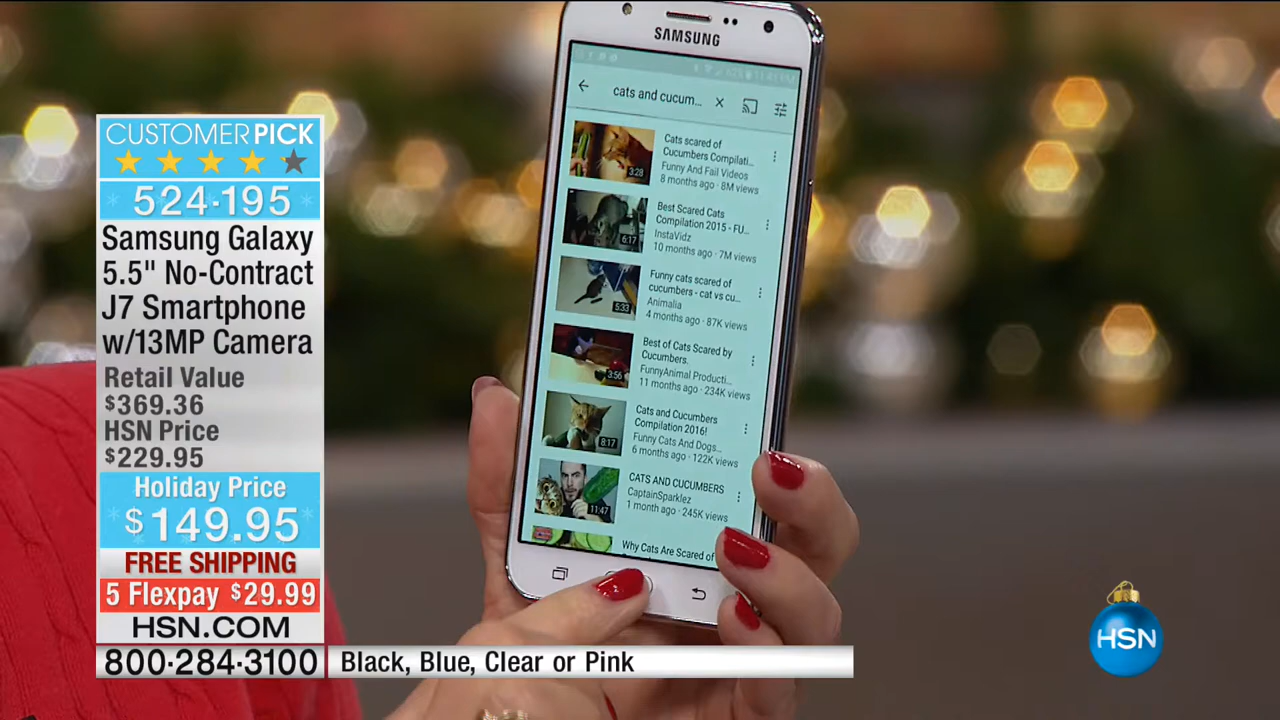 CUSTOMER PICK
524·195
Samsung Galaxy
5.5" No-Contract
J7 Smartphone
w/13MP Camera
Retail Value
$369.36
HSN Price
$229.95
Holiday Price
$149.95
FREE SHIPPING
5 Flexpay $29.99
HSN.COM
800·284·3100
Black, Blue, Clear or Pink
SAMSUNG
cats and cucum...
Cats scared of
Cucumbers Compilati...
Funny And Fail Videos
8 months ago · 8M views
3:28
Best Scared Cats
Compilation 2015 - FU...
InstaVidz
10 months ago · 7M views
6:17
Funny cats scared of
cucumbers - cat vs cu...
Animalia
4 months ago · 87K views
5:33
Best of Cats Scared by
Cucumbers.
FunnyAnimal Producti...
11 months ago · 234K views
3:56
Cats and Cucumbers
Compilation 2016!
Funny Cats And Dogs...
6 months ago · 122K views
8:17
CATS AND CUCUMBERS
CaptainSparklez
1 month ago · 245K views
11:47
Why Cats Are Scared of
HSN